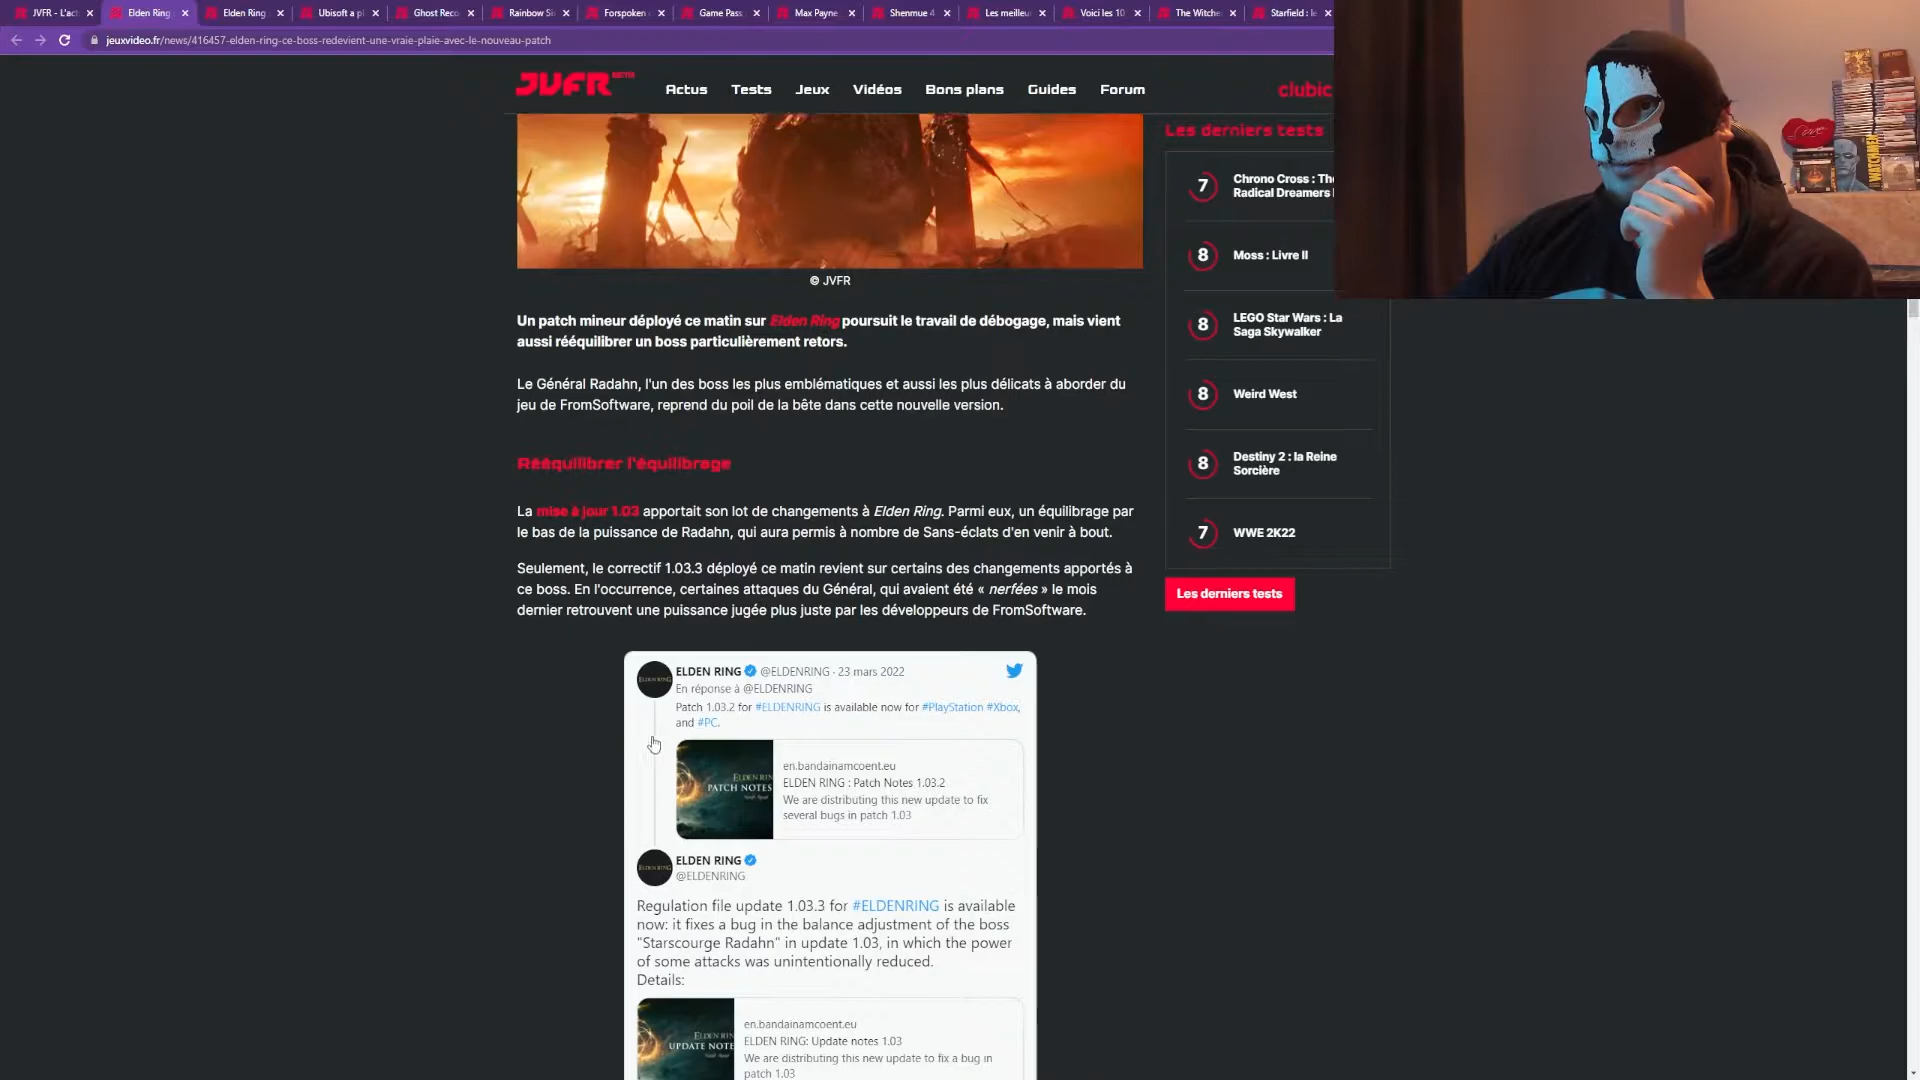 JVFR - L'act
Elden Ring
Elden Ring
Ubisoft a p
Ghost Reco
Rainbow Si
Forspoken
Game Pass
Max Payne
Shenmue 4
Les meilleu
Voici les 10
The Witche
Starfield : le
jeuxvideo.fr/news/416457-elden-ring-ce-boss-redevient-une-vraie-plaie-avec-le-nouveau-patch
JVFR BETA
Actus
Tests
Jeux
Vidéos
Bons plans
Guides
Forum
clubic
© JVFR
Un patch mineur déployé ce matin sur Elden Ring poursuit le travail de débogage, mais vient
aussi rééquilibrer un boss particulièrement retors.
Le Général Radahn, l'un des boss les plus emblématiques et aussi les plus délicats à aborder du
jeu de FromSoftware, reprend du poil de la bête dans cette nouvelle version.
Rééquilibrer l'équilibrage
La mise à jour 1.03 apportait son lot de changements à Elden Ring. Parmi eux, un équilibrage par
le bas de la puissance de Radahn, qui aura permis à nombre de Sans-éclats d'en venir à bout.
Seulement, le correctif 1.03.3 déployé ce matin revient sur certains des changements apportés à
ce boss. En l'occurrence, certaines attaques du Général, qui avaient été « nerfées » le mois
dernier retrouvent une puissance jugée plus juste par les développeurs de FromSoftware.
ELDEN RING @ELDENRING · 23 mars 2022
En réponse à @ELDENRING
Patch 1.03.2 for #ELDENRING is available now for #PlayStation #Xbox,
and #PC.
ELDEN RIN
PATCH NOTES
en.bandainamcoent.eu
ELDEN RING : Patch Notes 1.03.2
We are distributing this new update to fix
several bugs in patch 1.03
ELDEN RING
@ELDENRING
Regulation file update 1.03.3 for #ELDENRING is available
now: it fixes a bug in the balance adjustment of the boss
"Starscourge Radahn" in update 1.03, in which the power
of some attacks was unintentionally reduced.
Details:
ELDEN RI
UPDATE NOTE
en.bandainamcoent.eu
ELDEN RING: Update notes 1.03
We are distributing this new update to fix a bug in
patch 1.03
Les derniers tests
7
Chrono Cross : The
Radical Dreamers
8
Moss : Livre II
8
LEGO Star Wars : La
Saga Skywalker
8
Weird West
8
Destiny 2 : la Reine
Sorcière
7
WWE 2K22
Les derniers tests
WATCHMEN